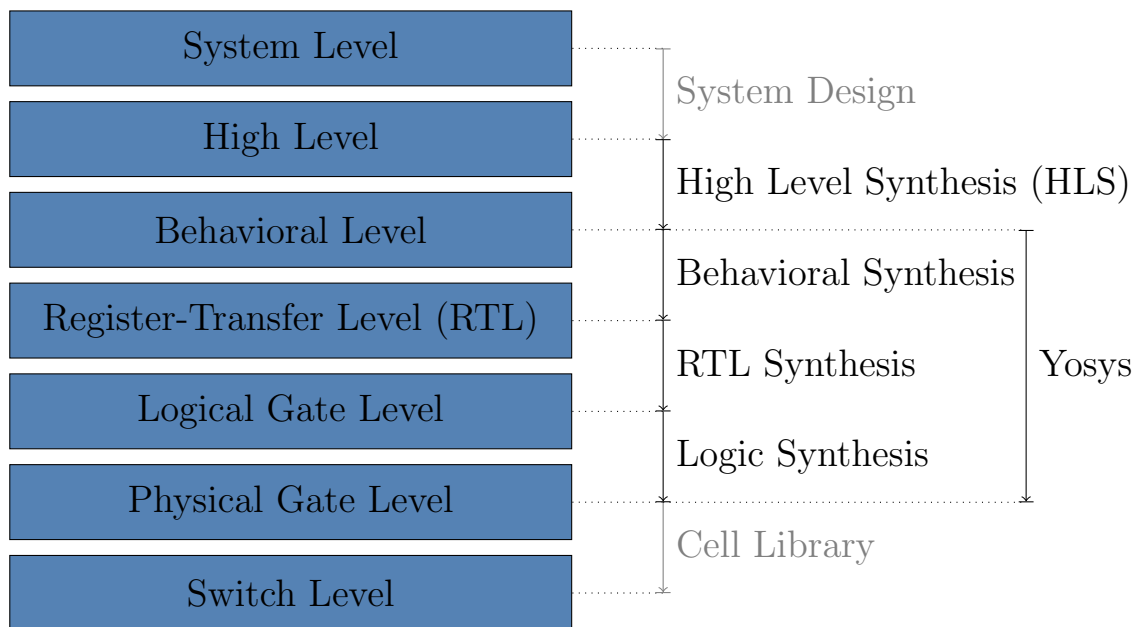 System Level
System Design
High Level
High Level Synthesis (HLS)
Behavioral Level
Behavioral Synthesis
Register-Transfer Level (RTL)
RTL Synthesis
Yosys
Logical Gate Level
Logic Synthesis
Physical Gate Level
Cell Library
Switch Level